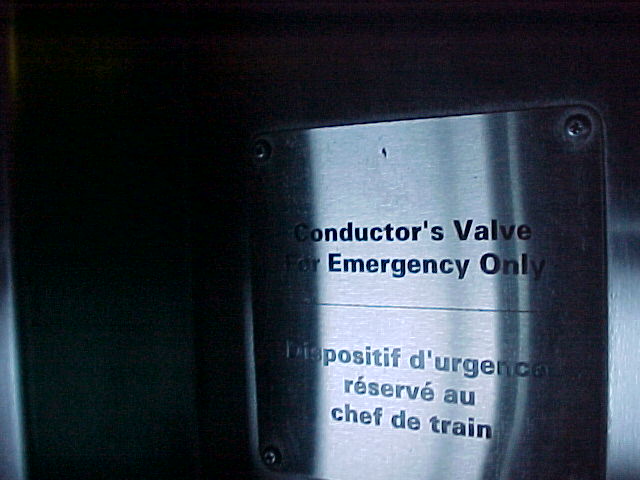 Conductor's Valve
For Emergency Only
Dispositif d'urgence
réservé au
chef de train